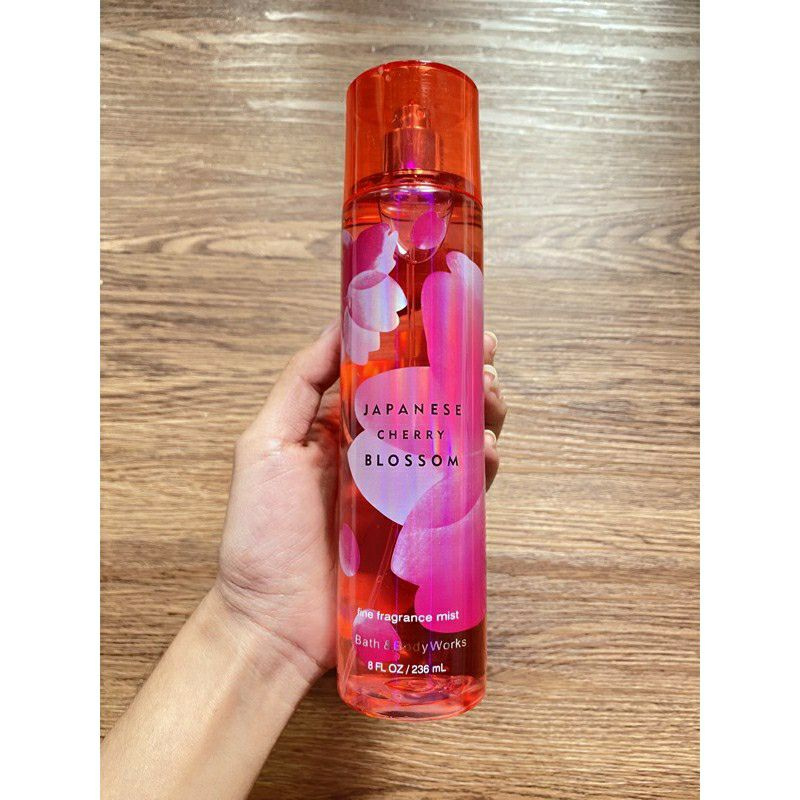 JAPANESE
CHERRY
BLOSSOM
fine fragrance mist
Bath & Body Works
8 FL OZ / 236 mL